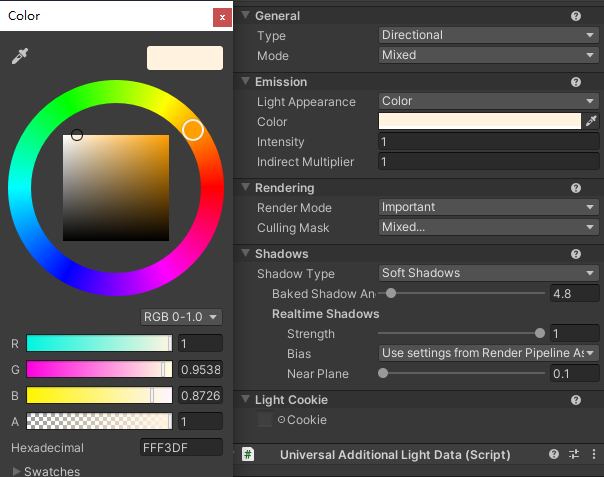 Color
x
RGB 0-1.0
R
1
G
0.9538
B
0.8726
A
1
Hexadecimal
FFF3DF
Swatches
General
Type
Directional
Mode
Mixed
Emission
Light Appearance
Color
Color
Intensity
1
Indirect Multiplier
1
Rendering
Render Mode
Important
Culling Mask
Mixed...
Shadows
Shadow Type
Soft Shadows
Baked Shadow An
4.8
Realtime Shadows
Strength
1
Bias
Use settings from Render Pipeline As
Near Plane
0.1
Light Cookie
Cookie
# Universal Additional Light Data (Script)